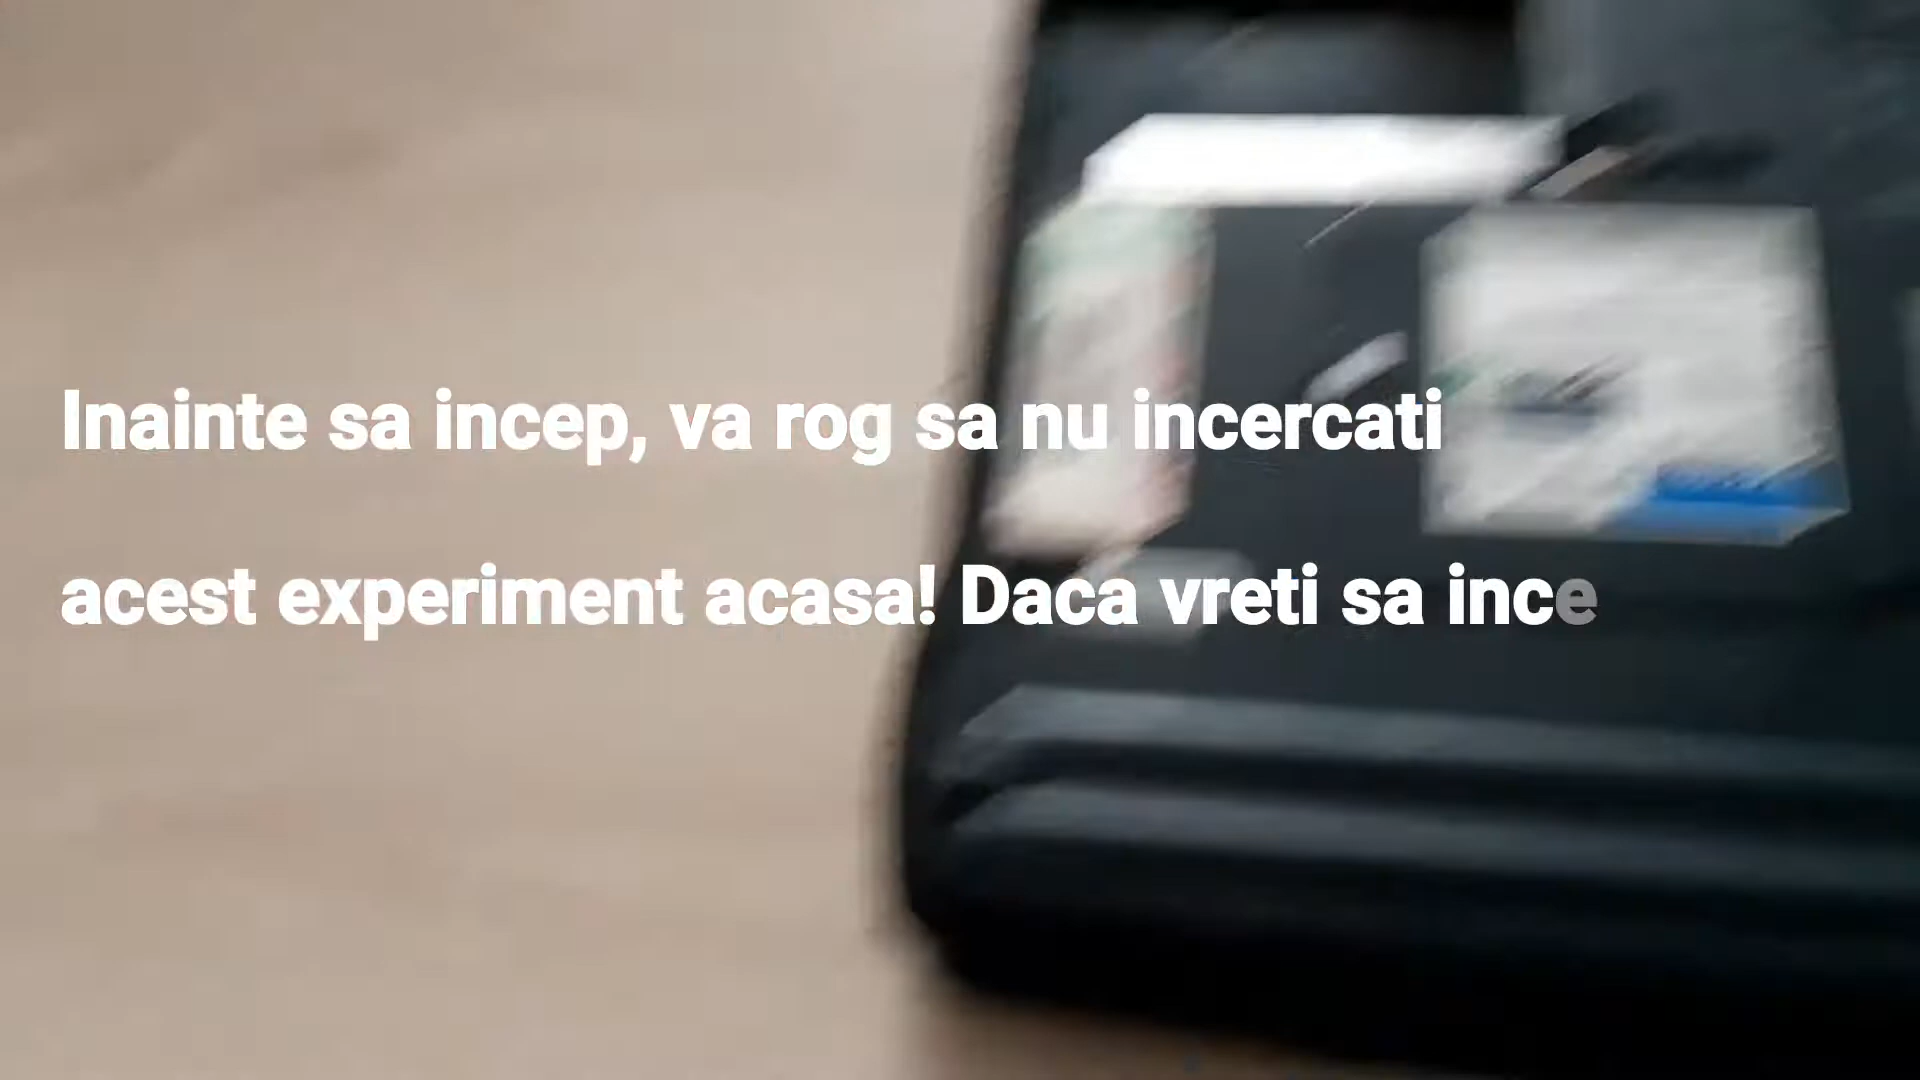 Inainte sa incep, va rog sa nu incercati
acest experiment acasa! Daca vreti sa ince